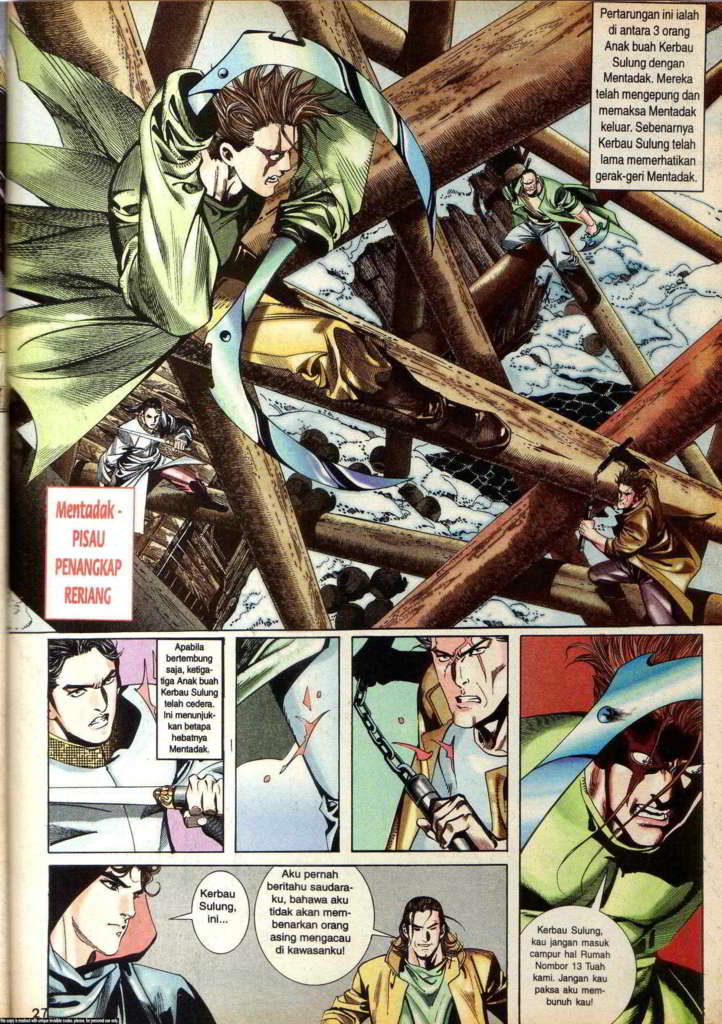 Pertarungan ini ialah
di antara 3 orang
Anak buah Kerbau
Sulung dengan
Mentadak. Mereka
telah mengepung dan
memaksa Mentadak
keluar. Sebenarnya
Kerbau Sulung telah
lama memerhatikan
gerak-geri Mentadak.
Mentadak -
PISAU
PENANGKAP
RERIANG
Apabila
bertembung
saja, ketiga-
tiga Anak buah
Kerbau Sulung
telah cedera.
Ini menunjuk-
kan betapa
hebatnya
Mentadak.
Kerbau
Sulung,
ini...
Aku pernah
beritahu saudara-
ku, bahawa aku
tidak akan mem-
benarkan orang
asing mengacau
di kawasanku!
Kerbau Sulung,
kau jangan masuk
campur hal Rumah
Nombor 13 Tuah
kami. Jangan kau
paksa aku mem-
bunuh kau!
27